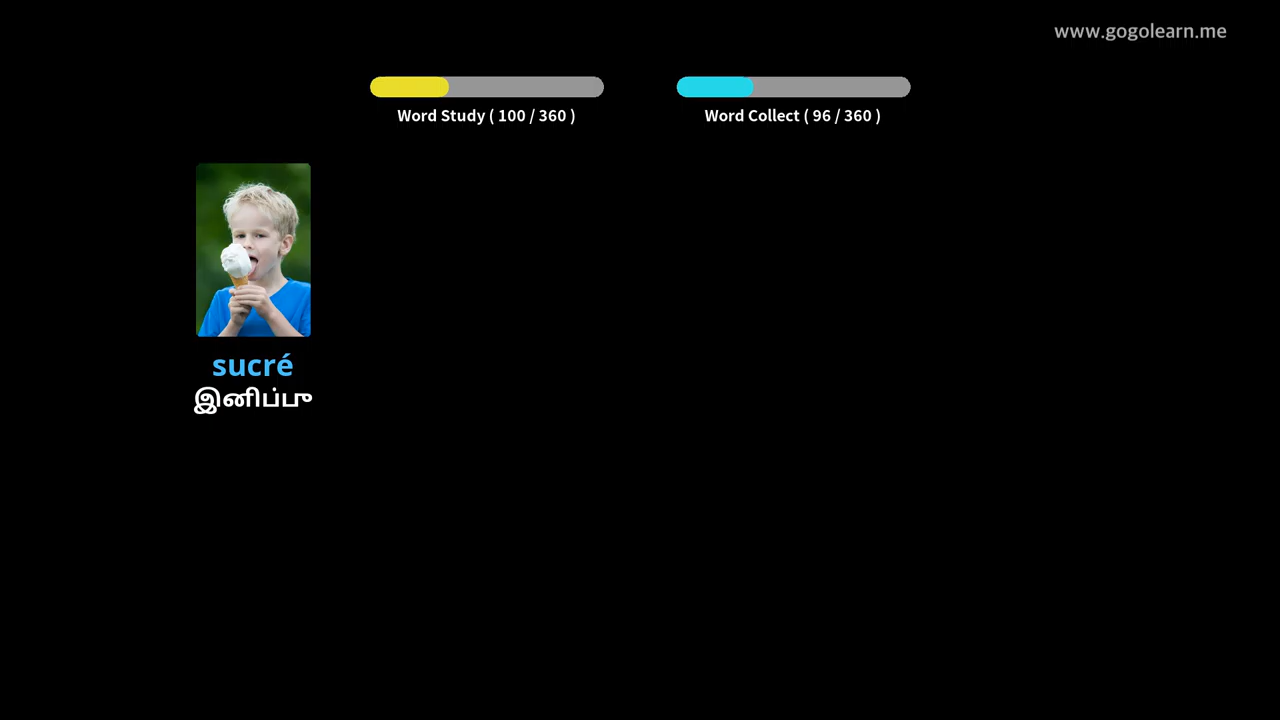 www.gogolearn.me
Word Study ( 100 / 360 )
Word Collect ( 96 / 360 )
sucré
இனிப்பு